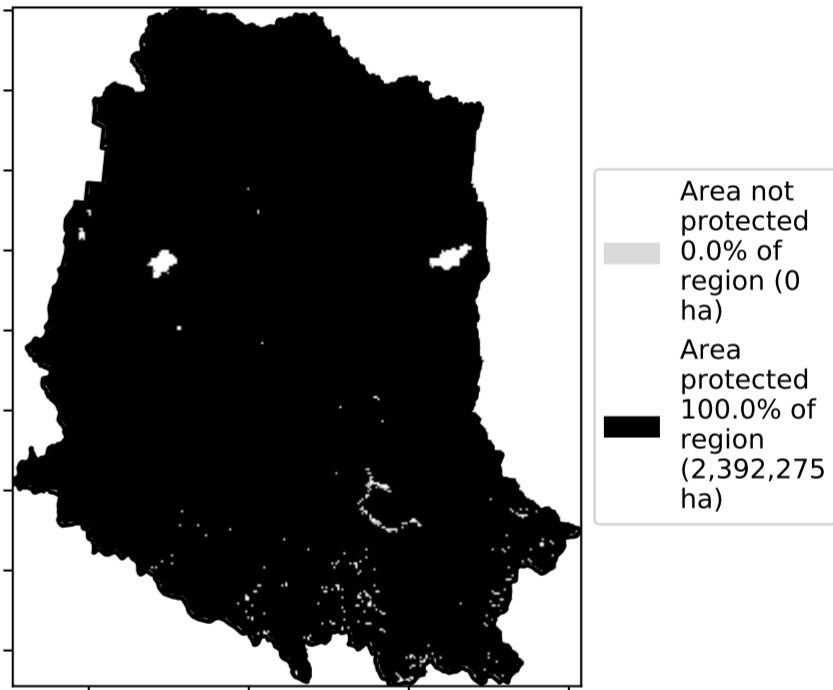 Area not
protected
0.0% of
region (0
ha)
Area
protected
100.0% of
region
(2,392,275
ha)